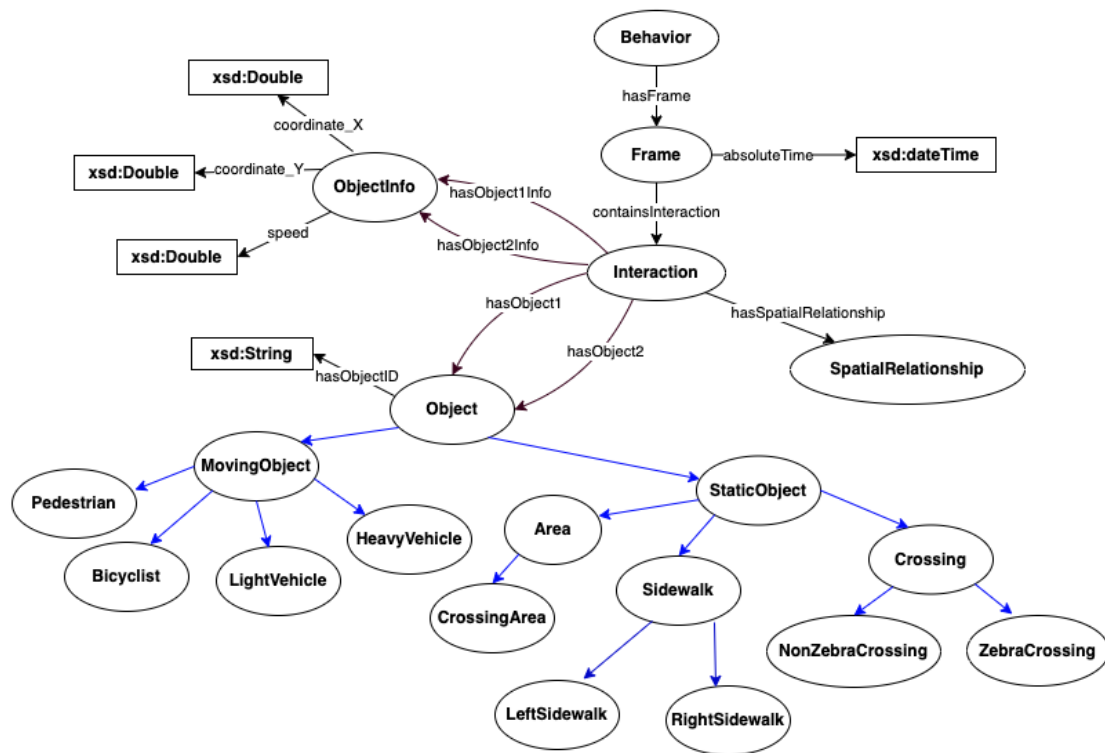 Behavior
xsd:Double
hasFrame
coordinate_X
Frame
absoluteTime
xsd:dateTime
xsd:Double
coordinate_Y
ObjectInfo
hasObject1Info
containsInteraction
speed
hasObject2Info
xsd:Double
Interaction
hasObject1
hasSpatialRelationship
xsd:String
hasObject2
SpatialRelationship
hasObjectID
Object
MovingObject
StaticObject
Pedestrian
Area
HeavyVehicle
Crossing
Bicyclist
LightVehicle
Sidewalk
CrossingArea
NonZebraCrossing
ZebraCrossing
LeftSidewalk
RightSidewalk